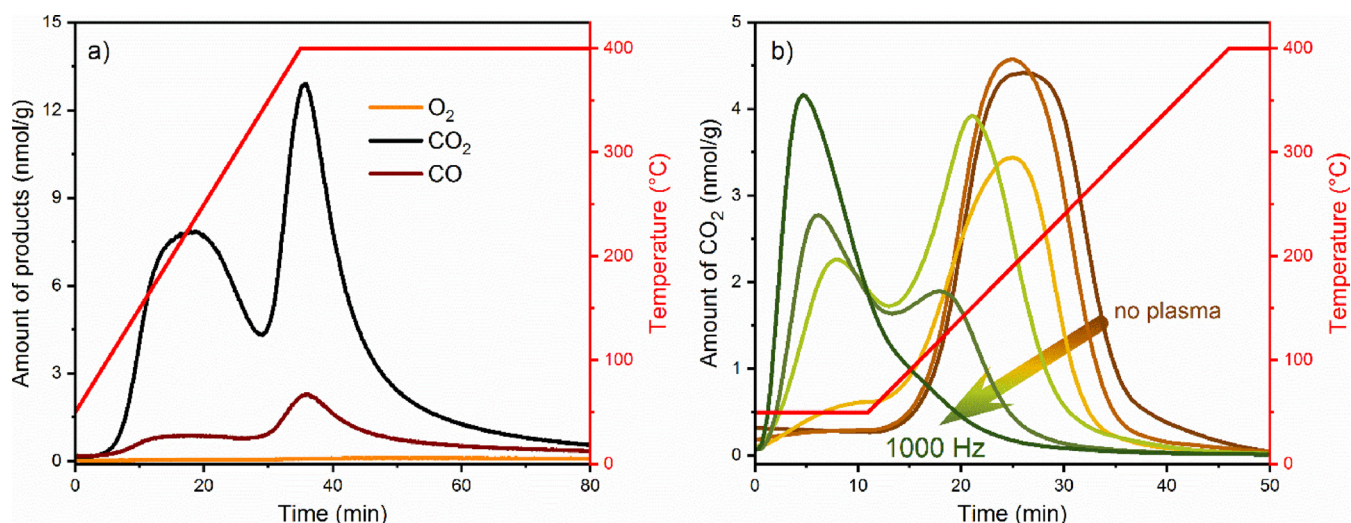 a)
Amount of products (nmol/g)
15
12
9
6
3
0
O₂
CO₂
CO
400
300
200
100
0
Temperature (°C)
0
20
40
60
80
Time (min)
b)
Amount of CO₂ (nmol/g)
5
4
3
2
1
0
no plasma
1000 Hz
400
300
200
100
0
Temperature (°C)
0
10
20
30
40
50
Time (min)